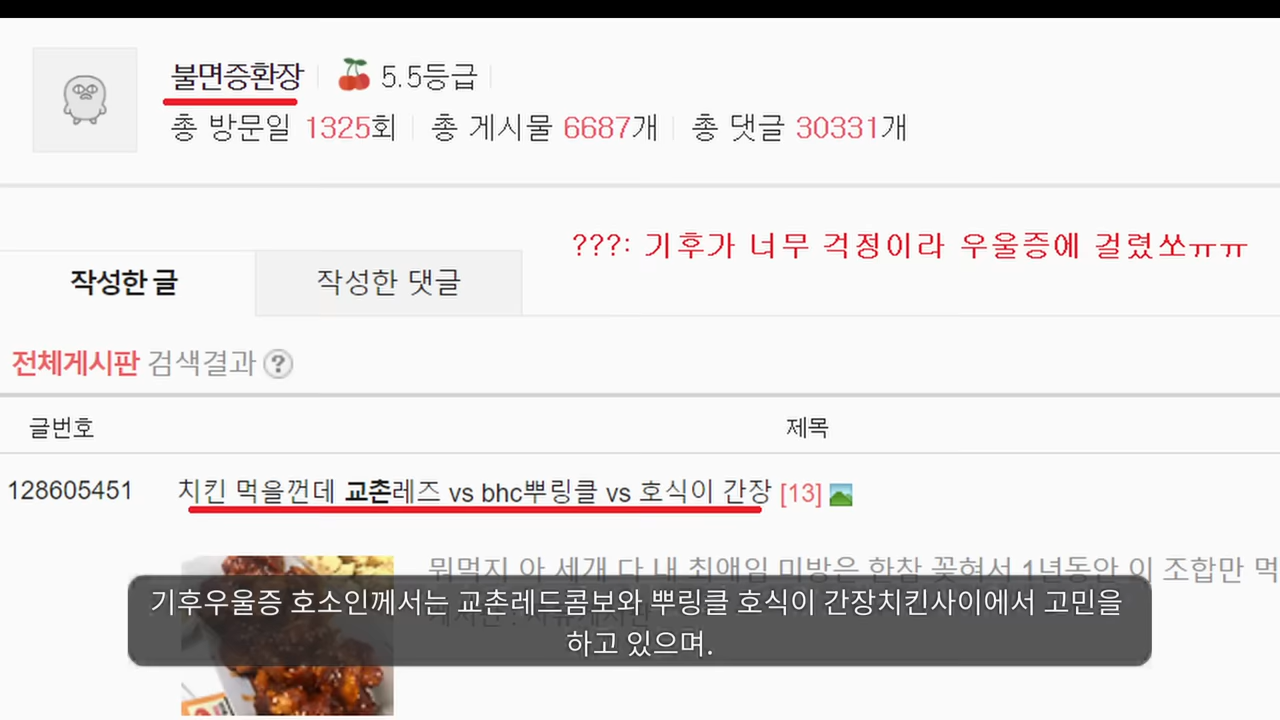 불면증환장 5.5등급
총 방문일 1325회 총 게시물 6687개 총 댓글 30331개
???: 기후가 너무 걱정이라 우울증에 걸렸쏘ㅠㅠ
작성한 글 작성한 댓글
전체게시판 검색결과 ?
글번호 제목
128605451 치킨 먹을껀데 교촌레즈 vs bhc뿌링클 vs 호식이 간장 [13]
뭐먹지 아 세개 다 내 최애임 미방은 한참 꽂혀서 1년동안 이 조합만 먹
기후우울증 호소인께서는 교촌레드콤보와 뿌링클 호식이 간장치킨사이에서 고민을
하고 있으며.